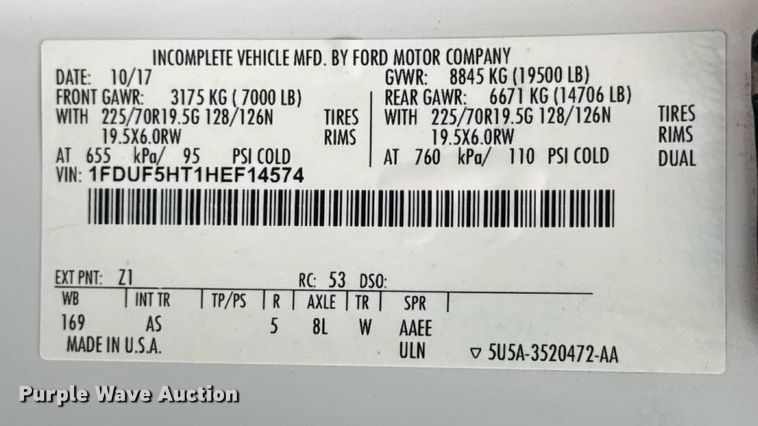 INCOMPLETE VEHICLE MFD. BY FORD MOTOR COMPANY
DATE: 10/17 GVWR: 8845 KG (19500 LB)
FRONT GAWR: 3175 KG ( 7000 LB) REAR GAWR: 6671 KG (14706 LB)
WITH 225/70R19.5G 128/126N TIRES WITH 225/70R19.5G 128/126N TIRES
19.5X6.0RW RIMS 19.5X6.0RW RIMS
AT 655 kPa/ 95 PSI COLD AT 760 kPa/ 110 PSI COLD DUAL
VIN: 1FDUF5HT1HEF14574
EXT PNT: Z1 RC: 53 DSO:
WB INT TR TP/PS R AXLE TR SPR
169 AS 5 8L W AAEE
MADE IN U.S.A. ULN ▽ 5U5A-3520472-AA
Purple Wave Auction